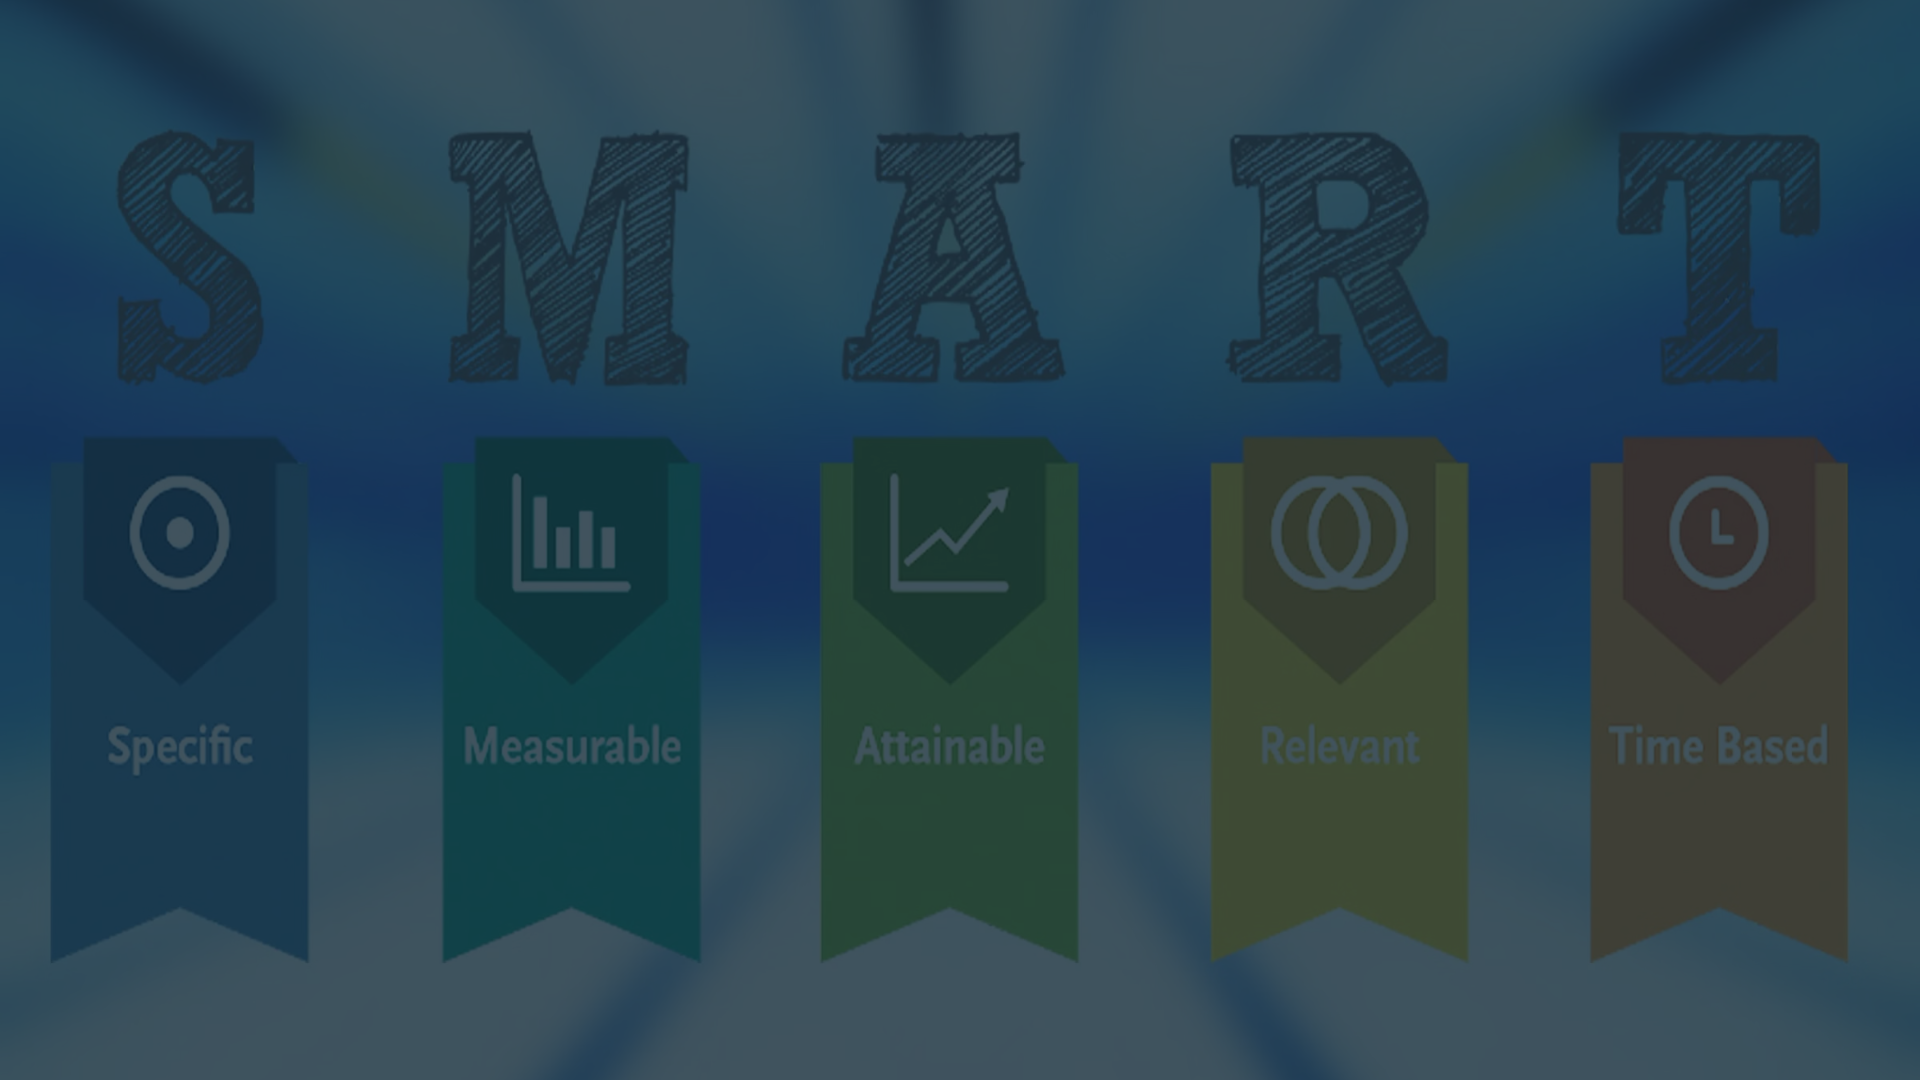 S M A R T
Specific
Measurable
Attainable
Relevant
Time Based